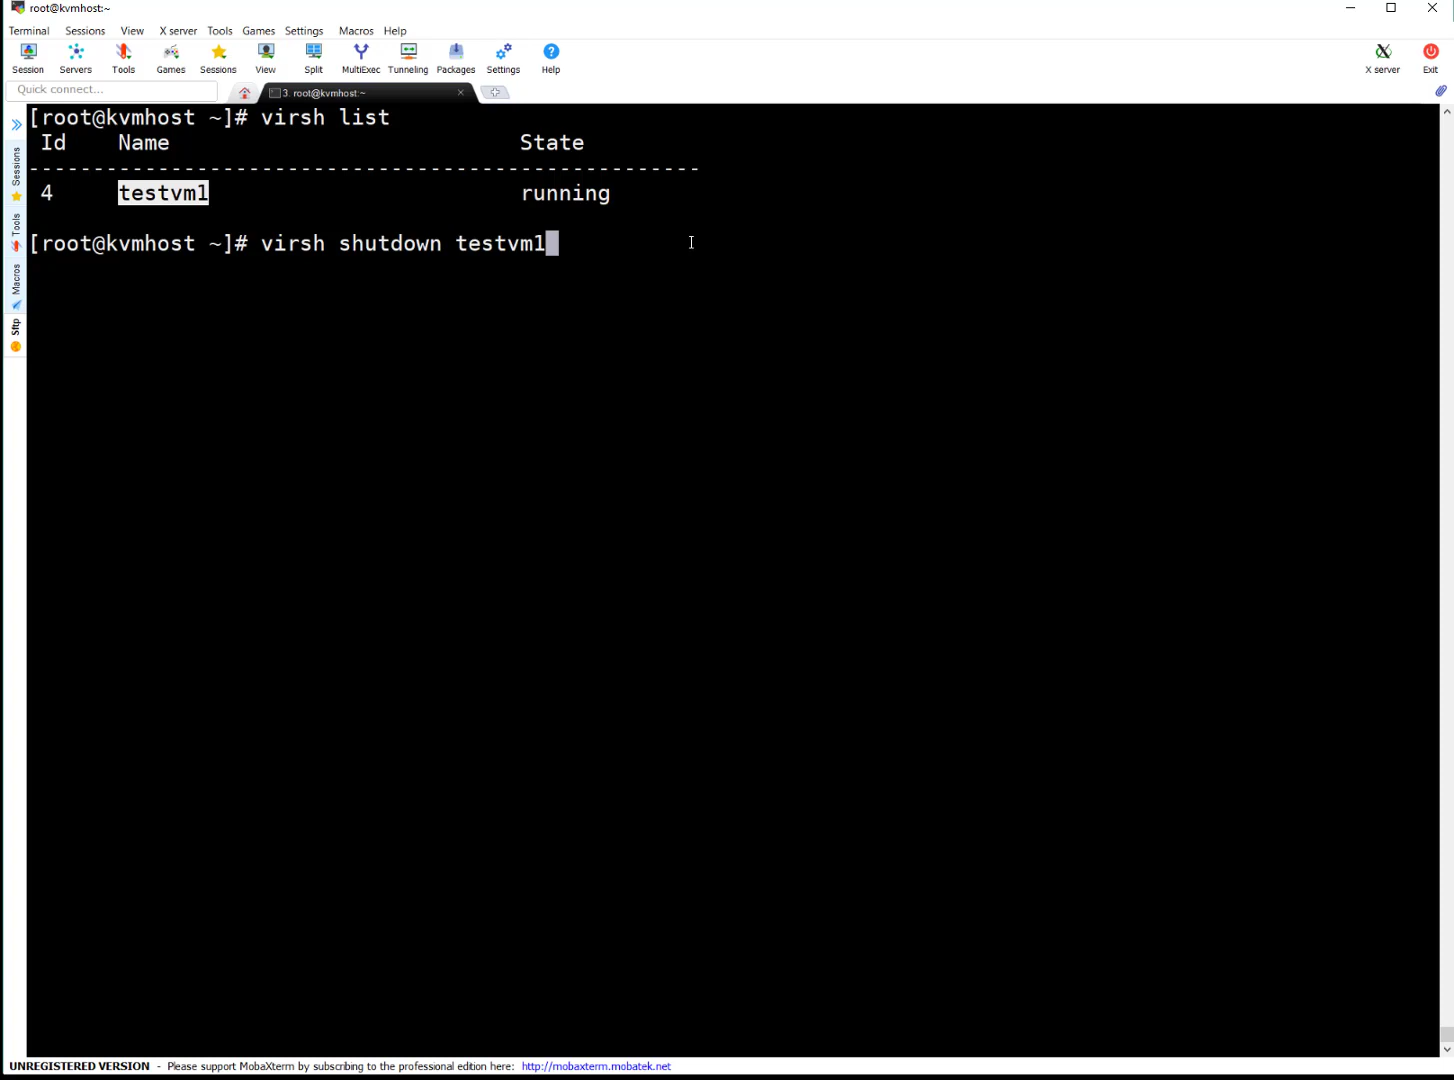 root@kvmhost:~
Terminal Sessions View X server Tools Games Settings Macros Help
Session Servers Tools Games Sessions View Split MultiExec Tunneling Packages Settings Help X server Exit
Quick connect...
3. root@kvmhost:~
[root@kvmhost ~]# virsh list
Id Name State
----------------------------------------------------
4 testvm1 running
[root@kvmhost ~]# virsh shutdown testvm1
Sessions
Tools
Macros
Sftp
UNREGISTERED VERSION - Please support MobaXterm by subscribing to the professional edition here: http://mobaxterm.mobatek.net